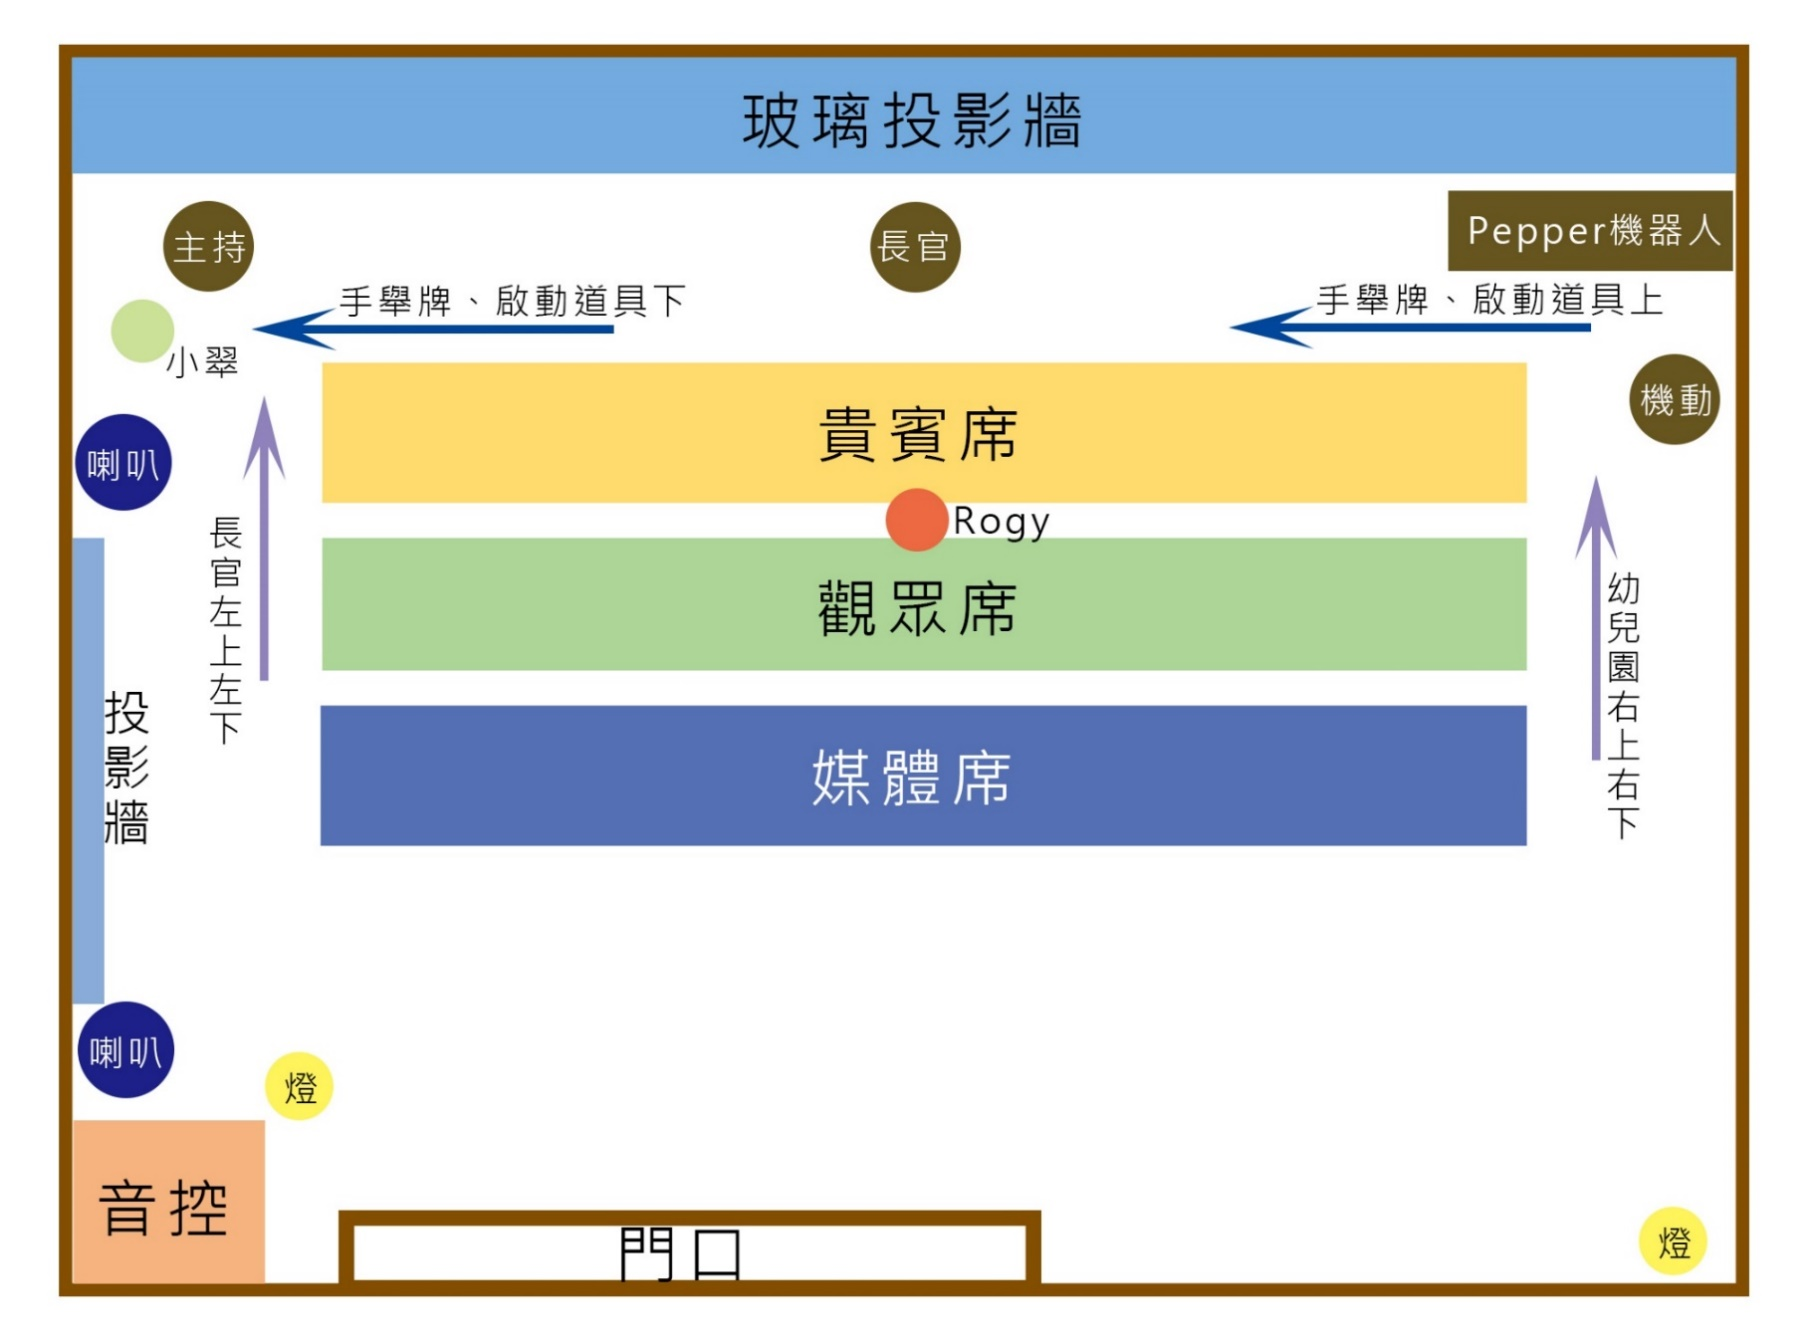 玻璃投影牆
主持
長官
Pepper機器人
手舉牌、啟動道具下
手舉牌、啟動道具上
小翠
貴賓席
機動
喇叭
Rogy
長官左上左下
觀眾席
幼兒園右上右下
投影牆
媒體席
喇叭
燈
音控
門口
燈